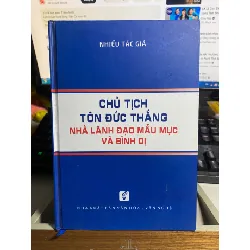 NHIỀU TÁC GIẢ
CHỦ TỊCH
TÔN ĐỨC THẮNG
NHÀ LÃNH ĐẠO MẪU MỰC
VÀ BÌNH DỊ